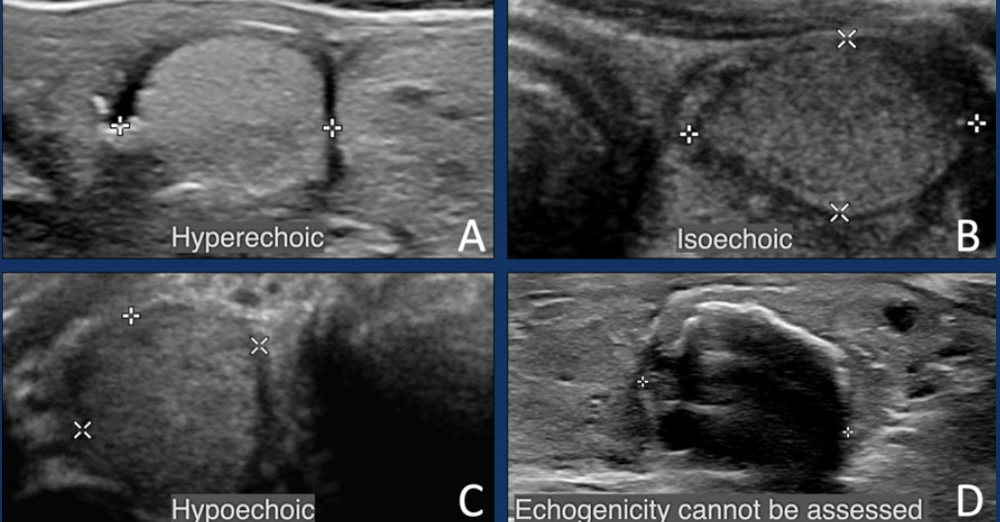 Hyperechoic A
Isoechoic B
Hypoechoic C
Echogenicity cannot be assessed D